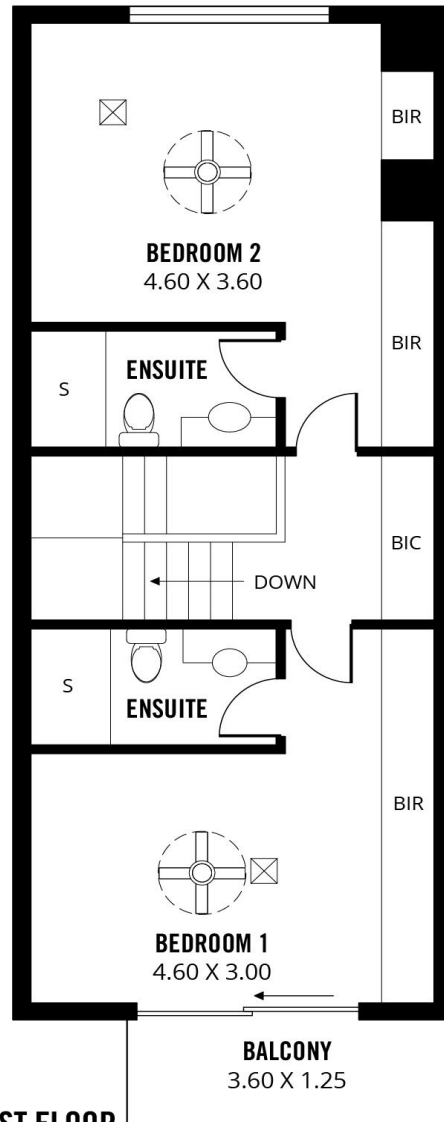 BIR
BEDROOM 2
4.60 X 3.60
BIR
ENSUITE
S
BIC
DOWN
S
ENSUITE
BIR
BEDROOM 1
4.60 X 3.00
BALCONY
3.60 X 1.25
ST FLOOR